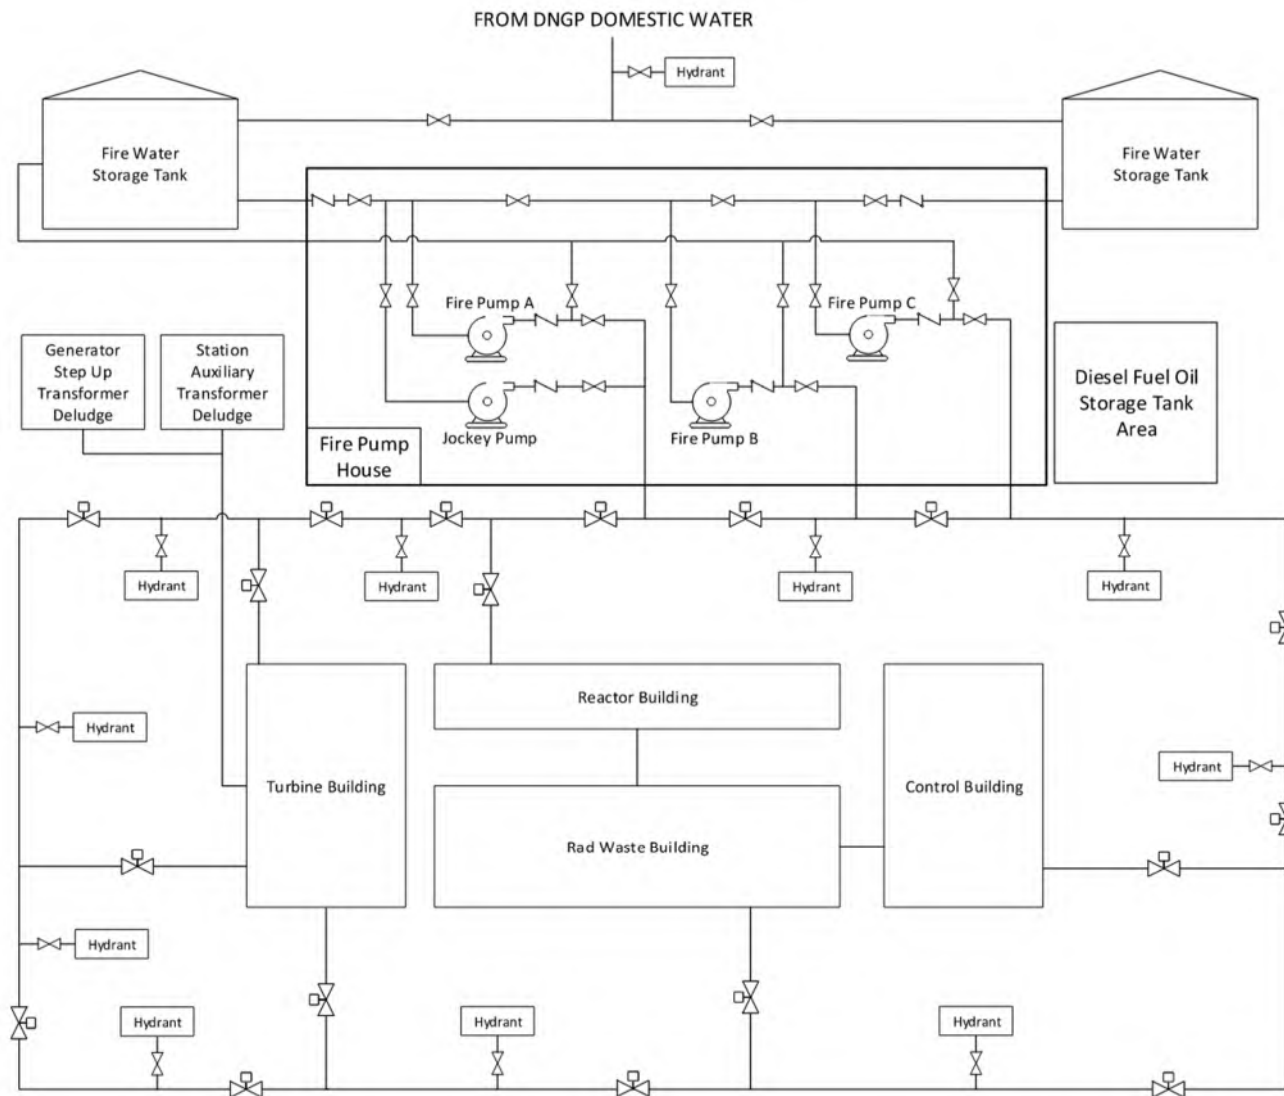 FROM DNGP DOMESTIC WATER
Hydrant
Fire Water
Storage Tank
Fire Water
Storage Tank
Fire Pump A
Fire Pump C
Jockey Pump
Fire Pump B
Fire Pump
House
Generator
Step Up
Transformer
Deludge
Station
Auxiliary
Transformer
Deludge
Diesel Fuel Oil
Storage Tank
Area
Hydrant
Hydrant
Hydrant
Hydrant
Reactor Building
Hydrant
Hydrant
Turbine Building
Control Building
Rad Waste Building
Hydrant
Hydrant
Hydrant
Hydrant